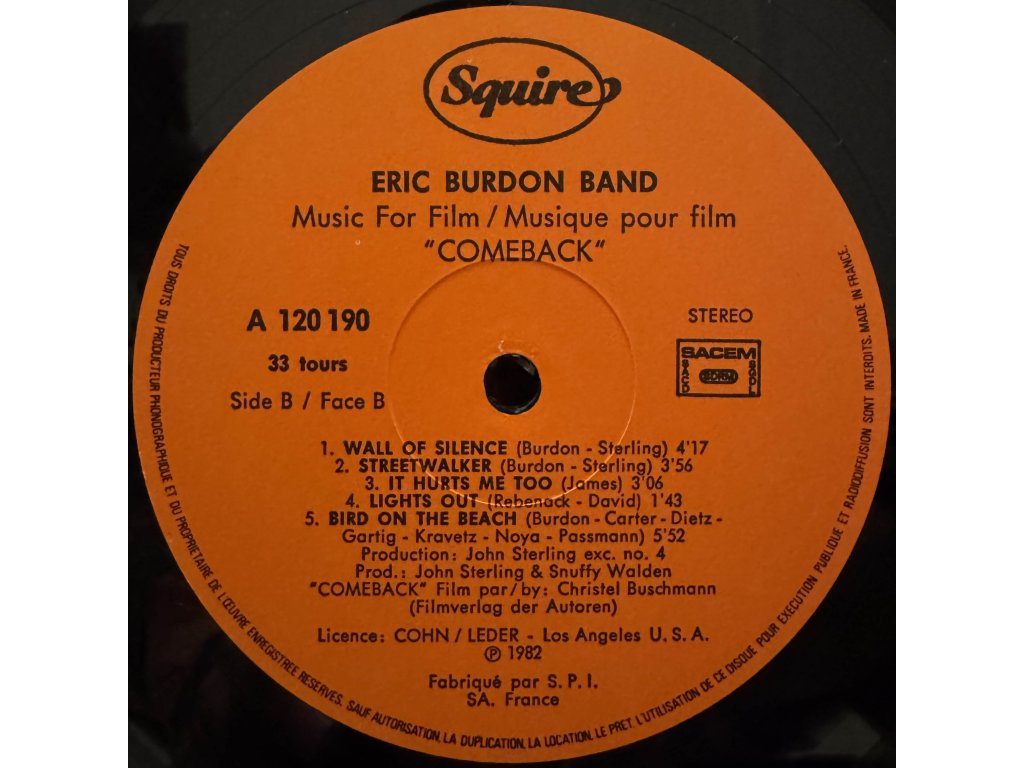 Squire
ERIC BURDON BAND
Music For Film / Musique pour film
"COMEBACK"
A 120 190
33 tours
Side B / Face B
STEREO
SACEM
SACD
SDRM
SGDL
1. WALL OF SILENCE (Burdon - Sterling) 4'17
2. STREETWALKER (Burdon - Sterling) 3'56
3. IT HURTS ME TOO (James) 3'06
4. LIGHTS OUT (Rebenack - David) 1'43
5. BIRD ON THE BEACH (Burdon - Carter - Dietz -
Gartig - Kravetz - Noya - Passmann) 5'52
Production: John Sterling exc. no. 4
Prod.: John Sterling & Snuffy Walden
"COMEBACK" Film par/by: Christel Buschmann
(Filmverlag der Autoren)
Licence: COHN / LEDER - Los Angeles U.S.A.
℗ 1982
Fabriqué par S.P.I.
SA. France
TOUS DROITS DU PRODUCTEUR PHONOGRAPHIQUE ET DU PROPRIETAIRE DE L'ŒUVRE ENREGISTREE RESERVES. SAUF AUTORISATION, LA DUPLICATION, LA LOCATION, LE PRET, L'UTILISATION DE CE DISQUE POUR EXECUTION PUBLIQUE ET RADIODIFFUSION SONT INTERDITS. MADE IN FRANCE.